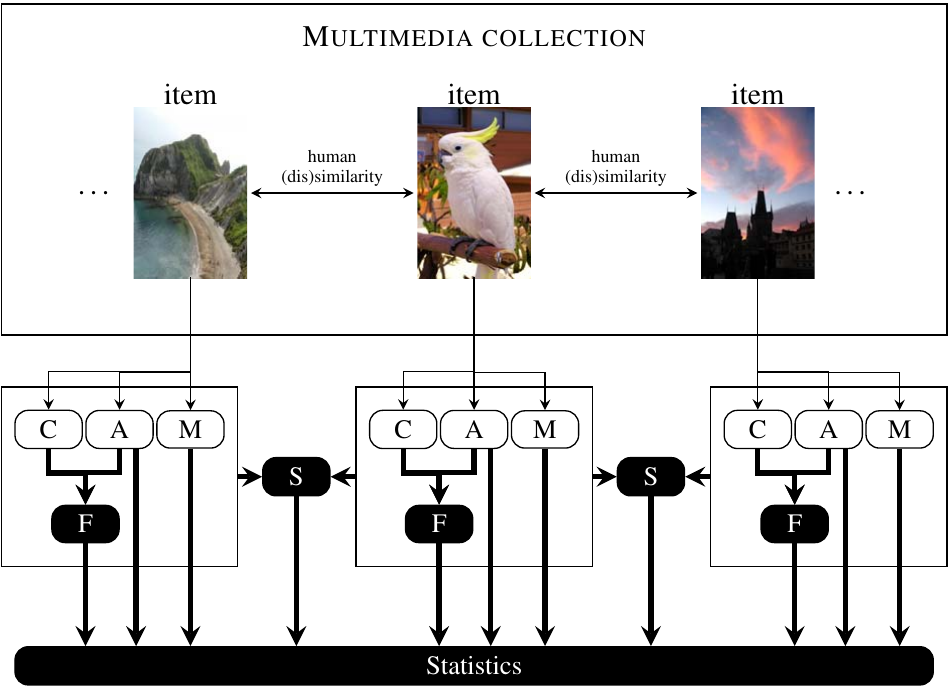 MULTIMEDIA COLLECTION
item item item
human human
(dis)similarity (dis)similarity
... ...
C A M C A M C A M
S S
F F F
Statistics